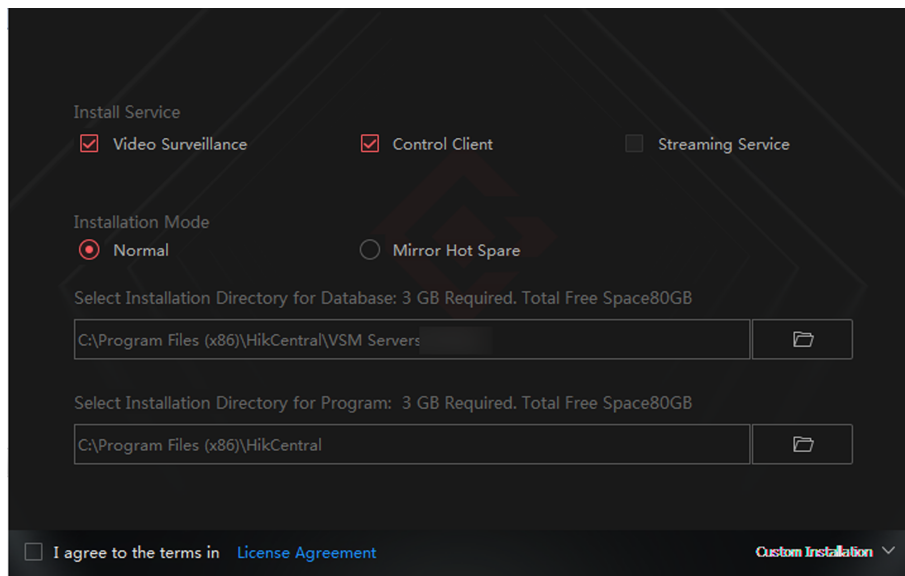 Install Service
Video Surveillance Control Client Streaming Service
Installation Mode
Normal Mirror Hot Spare
Select Installation Directory for Database: 3 GB Required. Total Free Space80GB
C:\Program Files (x86)\HikCentral\VSM Servers
Select Installation Directory for Program: 3 GB Required. Total Free Space80GB
C:\Program Files (x86)\HikCentral
I agree to the terms in License Agreement Custom Installation